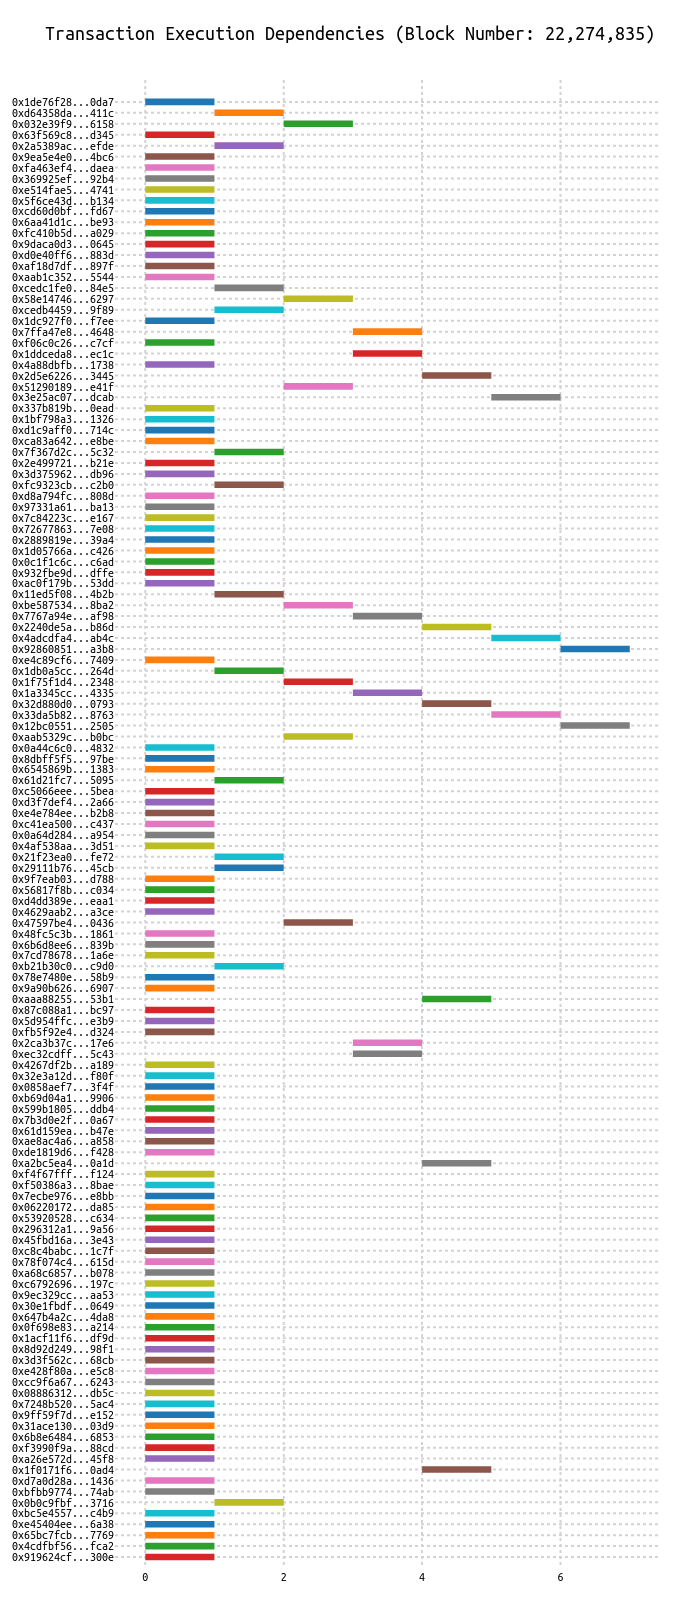 Transaction Execution Dependencies (Block Number: 22,274,835)
0x1de76f28...0da7
0xd64358da...411c
0x032e39f9...6158
0x63f569c8...d345
0x2a5389ac...efde
0x9ea5e4e0...4bc6
0xfa463ef4...daea
0x369925ef...92b4
0xe514fae5...4741
0x5f6ce43d...b134
0xcd60d0bf...fd67
0x6aa41d1c...be93
0xfc410b5d...a029
0x9daca0d3...0645
0xd0e40ff6...883d
0xaf18d7df...897f
0xaab1c352...5544
0xcedc1fe0...84e5
0x58e14746...6297
0xcedb4459...9f89
0x1dc927f0...f7ee
0x7ffa47e8...4648
0xf06c0c26...c7cf
0x1ddceda8...ec1c
0x4a88dbfb...1738
0x2d5e6226...3445
0x51290189...e41f
0x3e25ac07...dcab
0x337b819b...0ead
0x1bf798a3...1326
0xd1c9aff0...714c
0xca83a642...e8be
0x7f367d2c...5c32
0x2e499721...b21e
0x3d375962...db96
0xfc9323cb...c2b0
0xd8a794fc...808d
0x97331a61...ba13
0x7c84223c...e167
0x72677863...7e08
0x2889819e...39a4
0x1d05766a...c426
0x0c1f1c6c...c6ad
0x932fbe9d...dffe
0xac0f179b...53dd
0x11ed5f08...4b2b
0xbe587534...8ba2
0x7767a94e...af98
0x2240de5a...b86d
0x4adcdfa4...ab4c
0x92860851...a3b8
0xe4c89cf6...7409
0x1db0a5cc...264d
0x1f75f1d4...2348
0x1a3345cc...4335
0x32d880d0...0793
0x33da5b82...8763
0x12bc0551...2505
0xaab5329c...b0bc
0x0a44c6c0...4832
0x8dbff5f5...97be
0x6545869b...1383
0x61d21fc7...5095
0xc5066eee...5bea
0xd3f7def4...2a66
0xe4e784ee...b2b8
0xc41ea500...c437
0x0a64d284...a954
0x4af538aa...3d51
0x21f23ea0...fe72
0x29111b76...45cb
0x9f7eab03...d788
0x56817f8b...c034
0xd4dd389e...eaa1
0x4629aab2...a3ce
0x47597be4...0436
0x48fc5c3b...1861
0x6b6d8ee6...839b
0x7cd78678...1a6e
0xb21b30c0...c9d0
0x78e7480e...58b9
0x9a90b626...6907
0xaaa88255...53b1
0x87c088a1...bc97
0x5d954ffc...e3b9
0xfb5f92e4...d324
0x2ca3b37c...17e6
0xec32cdff...5c43
0x4267df2b...a189
0x32e3a12d...f80f
0x0858aef7...3f4f
0xb69d04a1...9906
0x599b1805...ddb4
0x7b3d0e2f...0a67
0x61d159ea...b47e
0xae8ac4a6...a858
0xde1819d6...f428
0xa2bc5ea4...0a1d
0xf4f67fff...f124
0xf50386a3...8bae
0x7ecbe976...e8bb
0x06220172...da85
0x53920528...c634
0x296312a1...9a56
0x45fbd16a...3e43
0xc8c4babc...1c7f
0x78f074c4...615d
0xa68c6857...b078
0xc6792696...197c
0x9ec329cc...aa53
0x30e1fbdf...0649
0x647b4a2c...4da8
0x0f698e83...a214
0x1acf11f6...df9d
0x8d92d249...98f1
0x3d3f562c...68cb
0xe428f80a...e5c8
0xcc9f6a67...6243
0x08886312...db5c
0x7248b520...5ac4
0x9ff59f7d...e152
0x31ace130...03d9
0x6b8e6484...6853
0xf3990f9a...88cd
0xa26e572d...45f8
0x1f0171f6...0ad4
0xd7a0d28a...1436
0xbfbb9774...74ab
0x0b0c9fbf...3716
0xbc5e4557...c4b9
0xe45404ee...6a38
0x65bc7fcb...7769
0x4cdfbf56...fca2
0x919624cf...300e
0 2 4 6